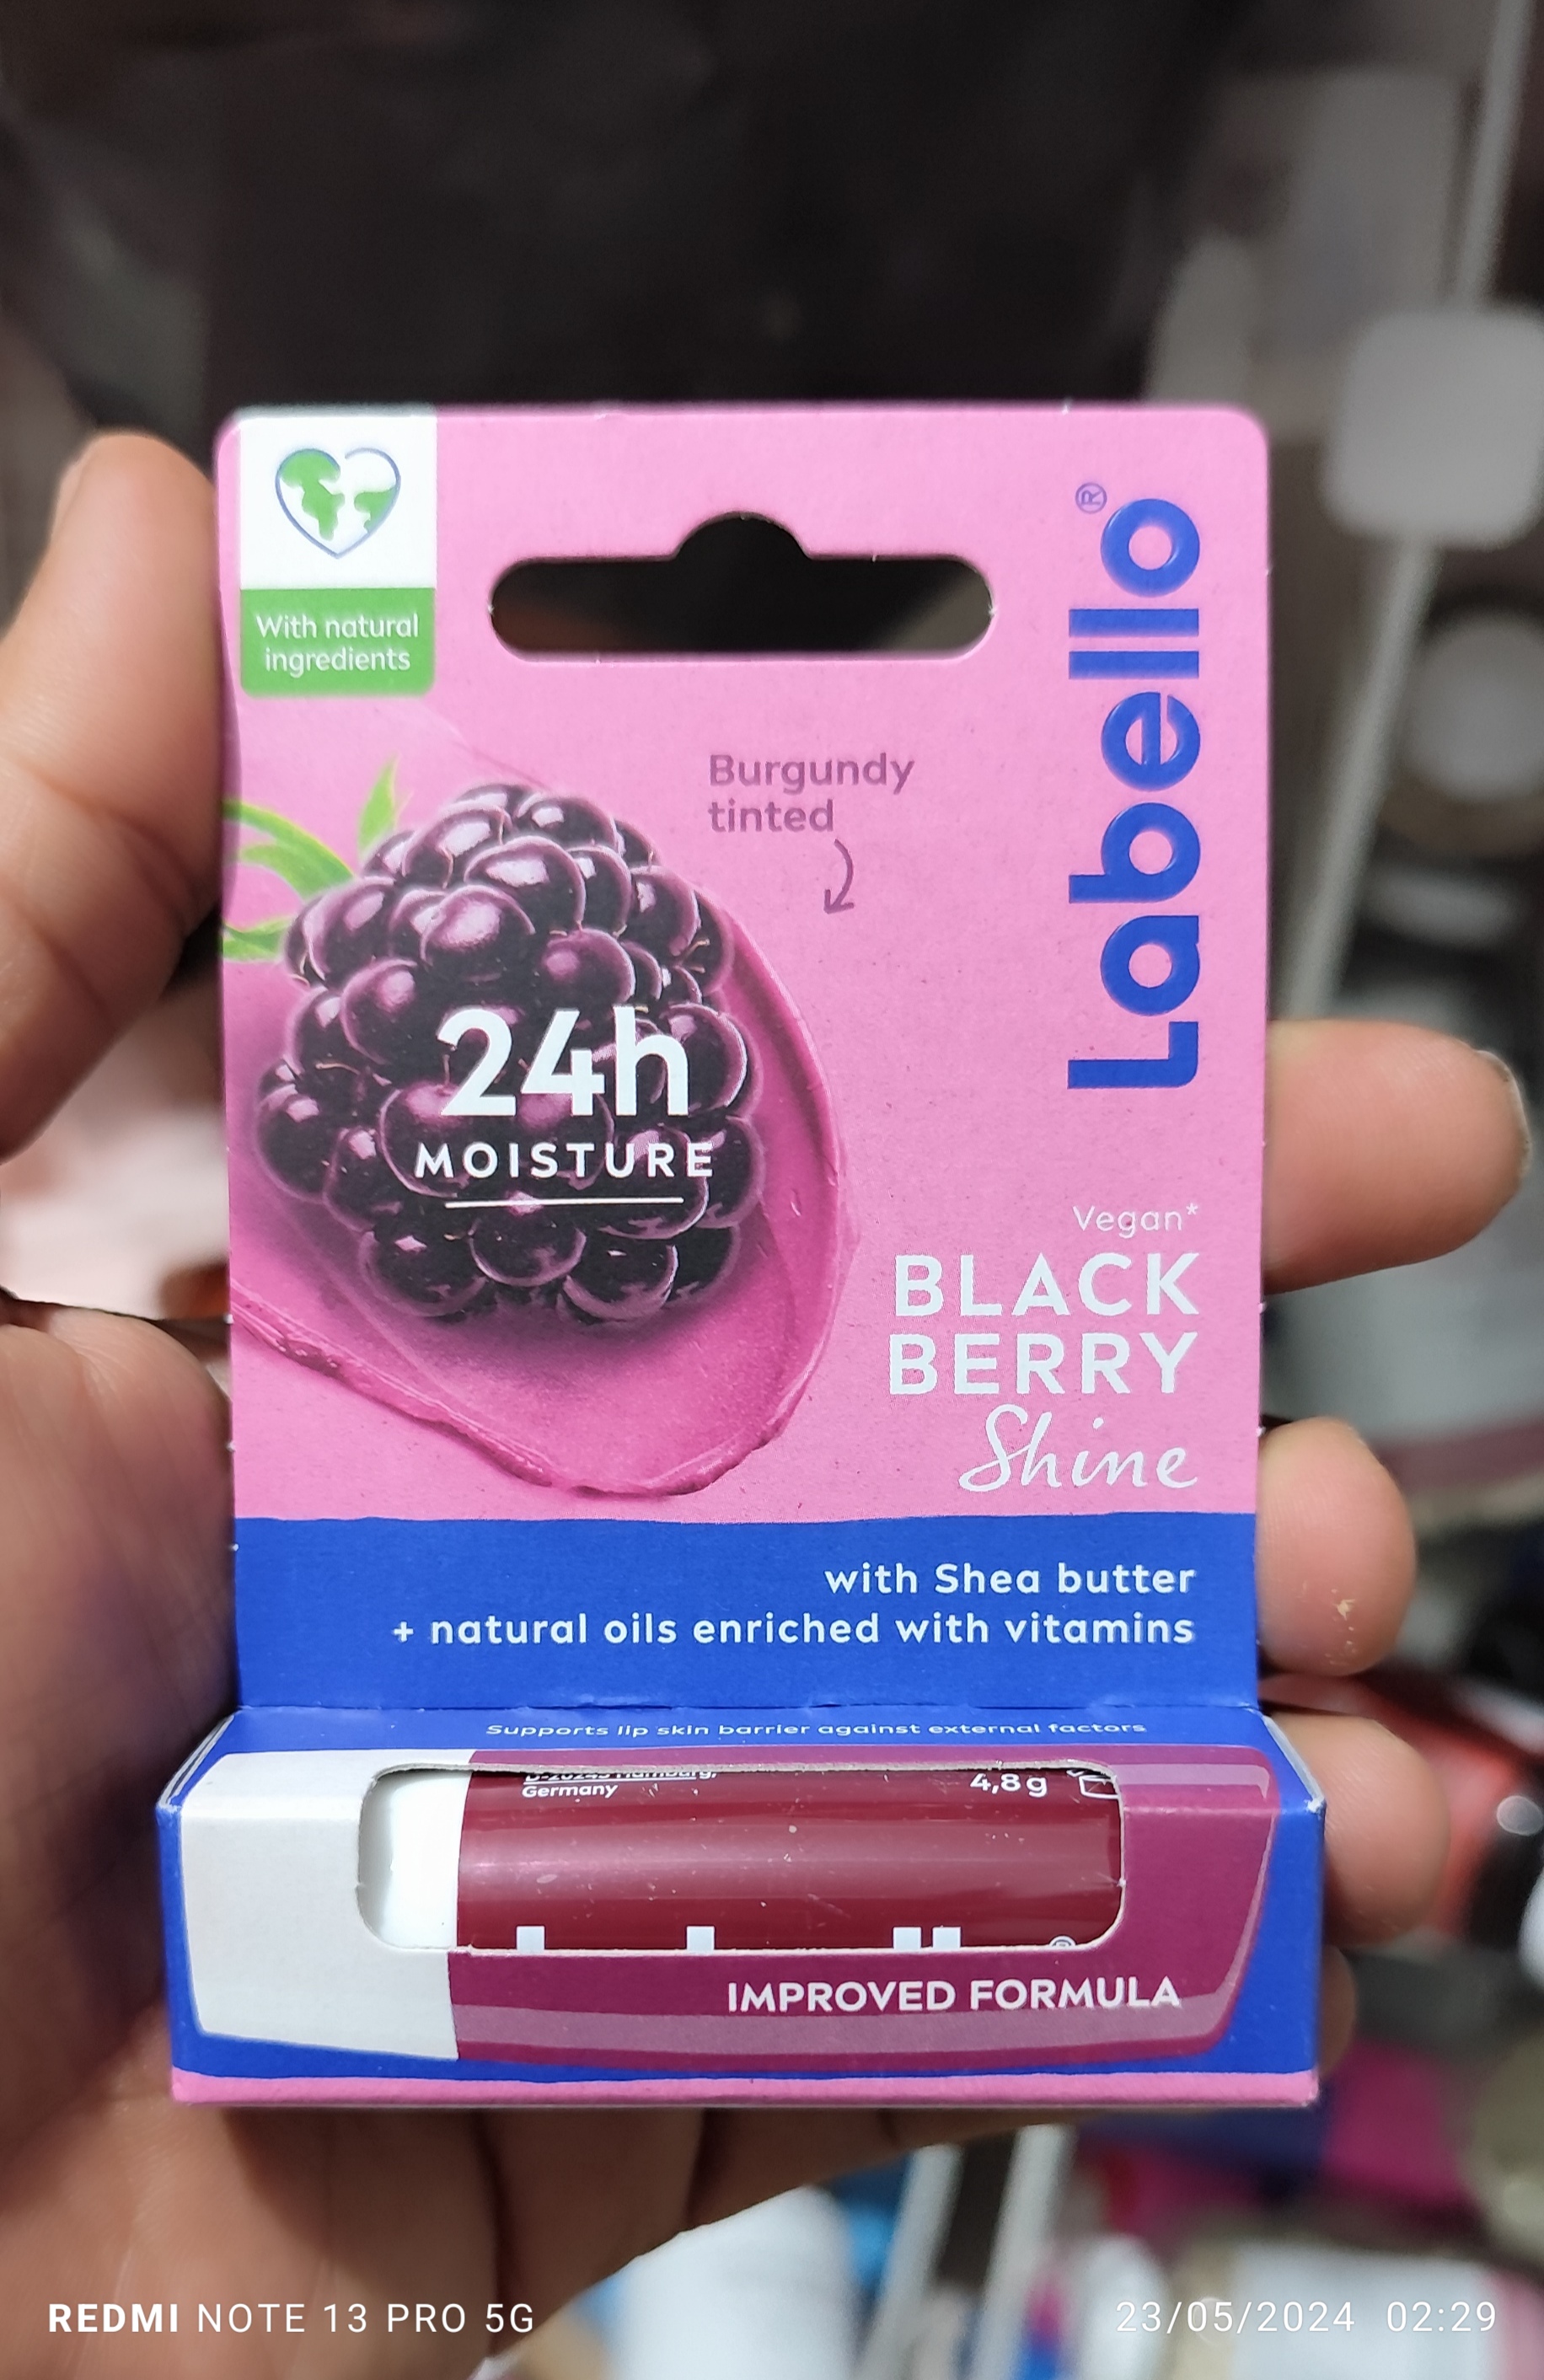 With natural
ingredients
Labello®
Burgundy
tinted
24h
MOISTURE
Vegan*
BLACK
BERRY
Shine
with Shea butter
+ natural oils enriched with vitamins
Supports lip skin barrier against external factors
Germany
4,8 g
IMPROVED FORMULA
REDMI NOTE 13 PRO 5G
23/05/2024 02:29